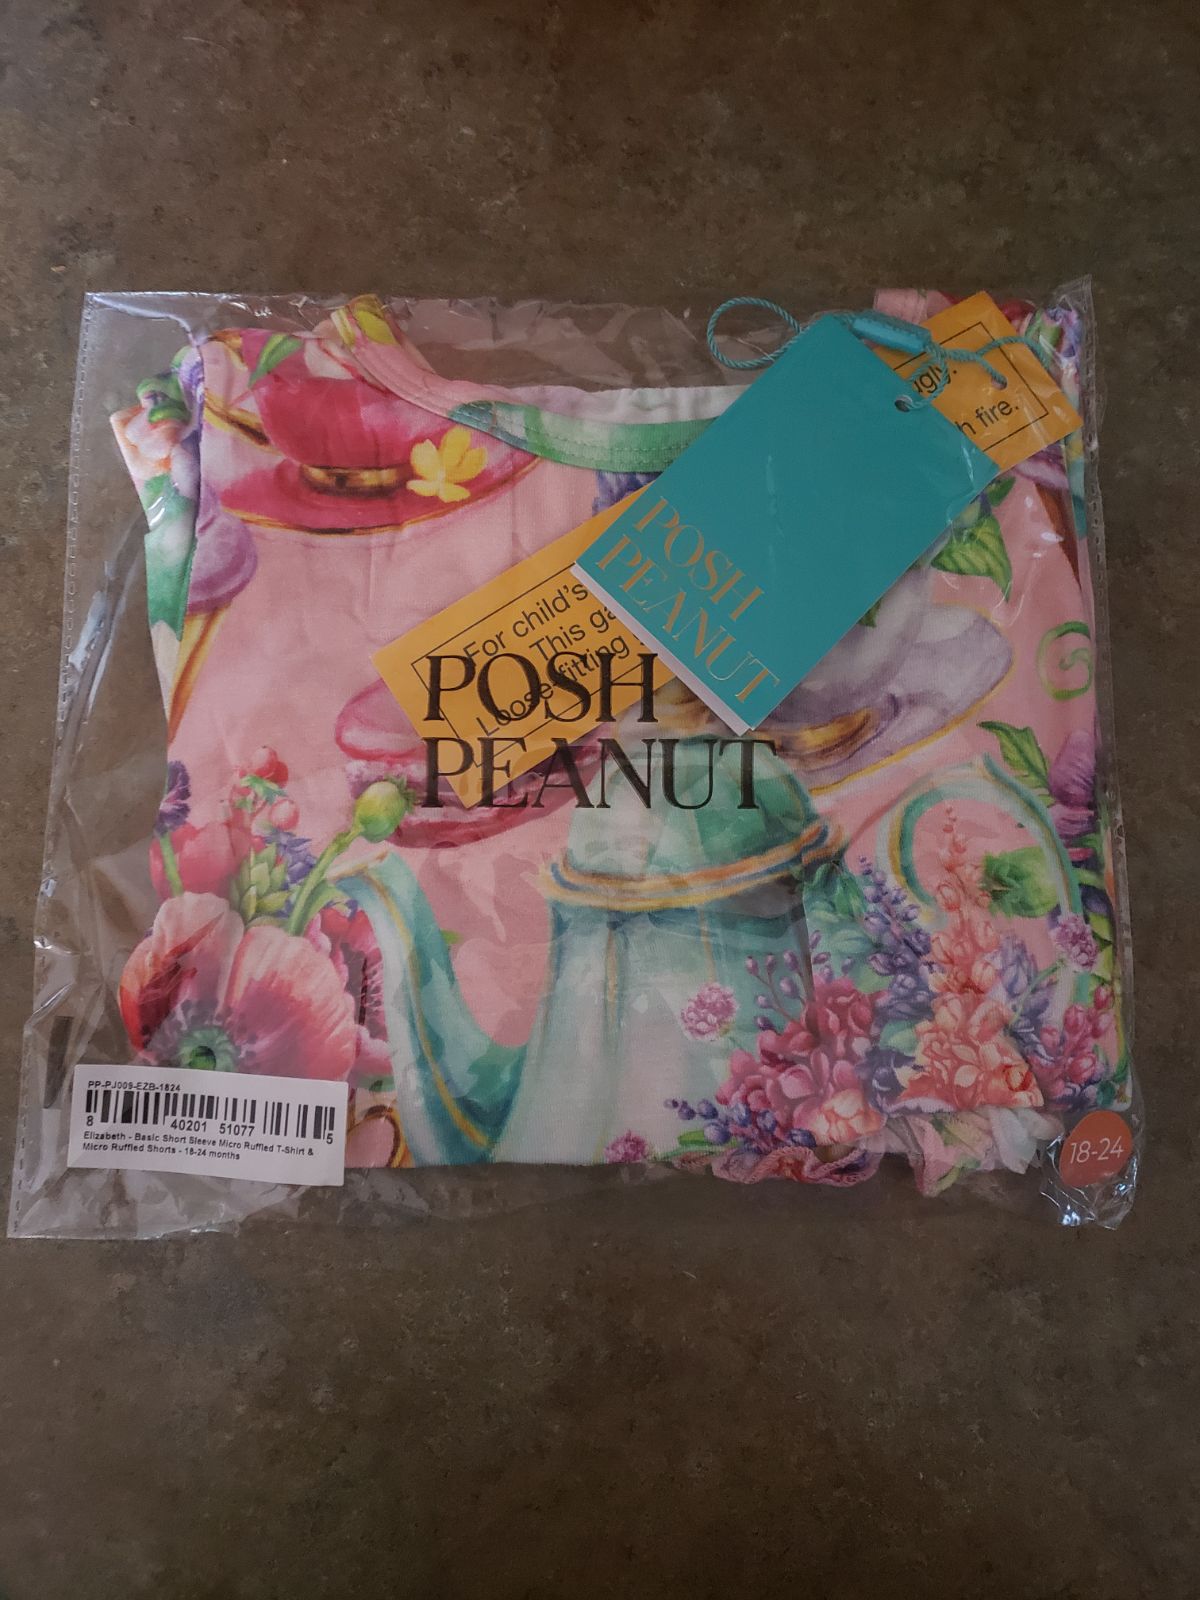 ugly.
h fire.
POSH
PEANUT
For child's
This ga
Loose-fitting
POSH
PEANUT
PP-PJ009-EZB-1824
8 40201 51077 5
Elizabeth - Basic Short Sleeve Micro Ruffled T-Shirt &
Micro Ruffled Shorts - 18-24 months
18-24